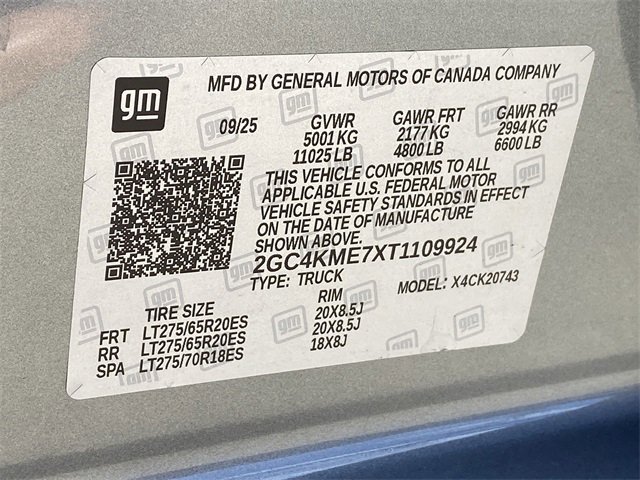 gm
MFD BY GENERAL MOTORS OF CANADA COMPANY
09/25 GVWR GAWR FRT GAWR RR
5001 KG 2177 KG 2994 KG
11025 LB 4800 LB 6600 LB
THIS VEHICLE CONFORMS TO ALL
APPLICABLE U.S. FEDERAL MOTOR
VEHICLE SAFETY STANDARDS IN EFFECT
ON THE DATE OF MANUFACTURE
SHOWN ABOVE.
2GC4KME7XT1109924
TYPE: TRUCK MODEL: X4CK20743
TIRE SIZE RIM
FRT LT275/65R20ES 20X8.5J
RR LT275/65R20ES 20X8.5J
SPA LT275/70R18ES 18X8J